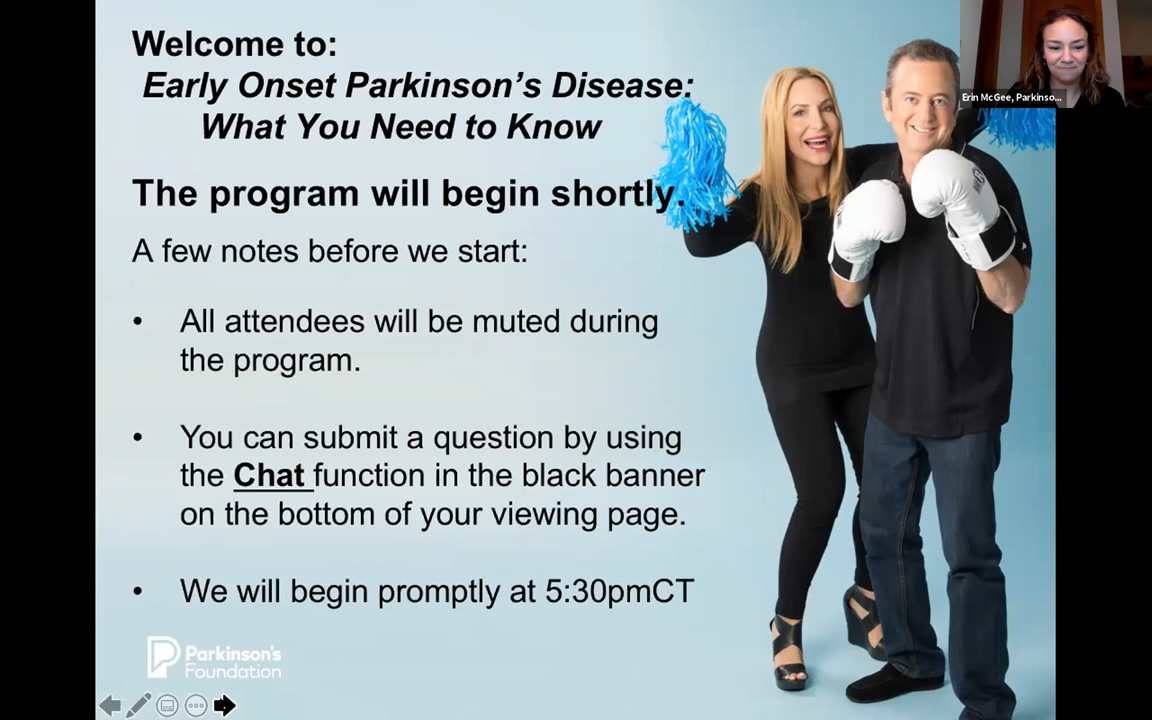 Welcome to:
Early Onset Parkinson's Disease:
What You Need to Know
The program will begin shortly.
A few notes before we start:
• All attendees will be muted during
the program.
• You can submit a question by using
the Chat function in the black banner
on the bottom of your viewing page.
• We will begin promptly at 5:30pmCT
Parkinson's
Foundation
Erin McGee, Parkinso...